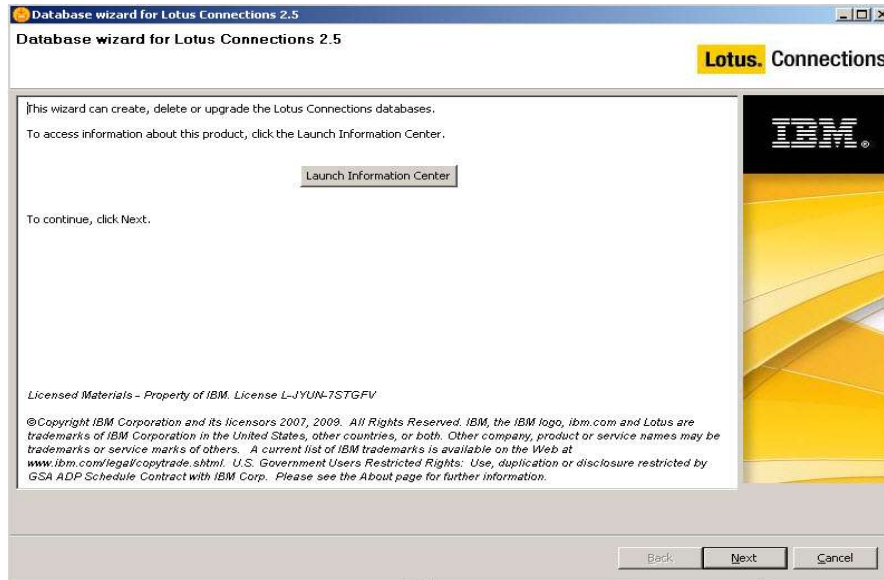 Database wizard for Lotus Connections 2.5
Database wizard for Lotus Connections 2.5
Lotus. Connections
This wizard can create, delete or upgrade the Lotus Connections databases.
IBM®
To access information about this product, click the Launch Information Center.
Launch Information Center
To continue, click Next.
Licensed Materials - Property of IBM. License L-JYUN-7STGFV
©Copyright IBM Corporation and its licensors 2007, 2009. All Rights Reserved. IBM, the IBM logo, ibm.com and Lotus are
trademarks of IBM Corporation in the United States, other countries, or both. Other company, product or service names may be
trademarks or service marks of others. A current list of IBM trademarks is available on the Web at
www.ibm.com/legal/copytrade.shtml. U.S. Government Users Restricted Rights: Use, duplication or disclosure restricted by
GSA ADP Schedule Contract with IBM Corp. Please see the About page for further information.
Back Next Cancel